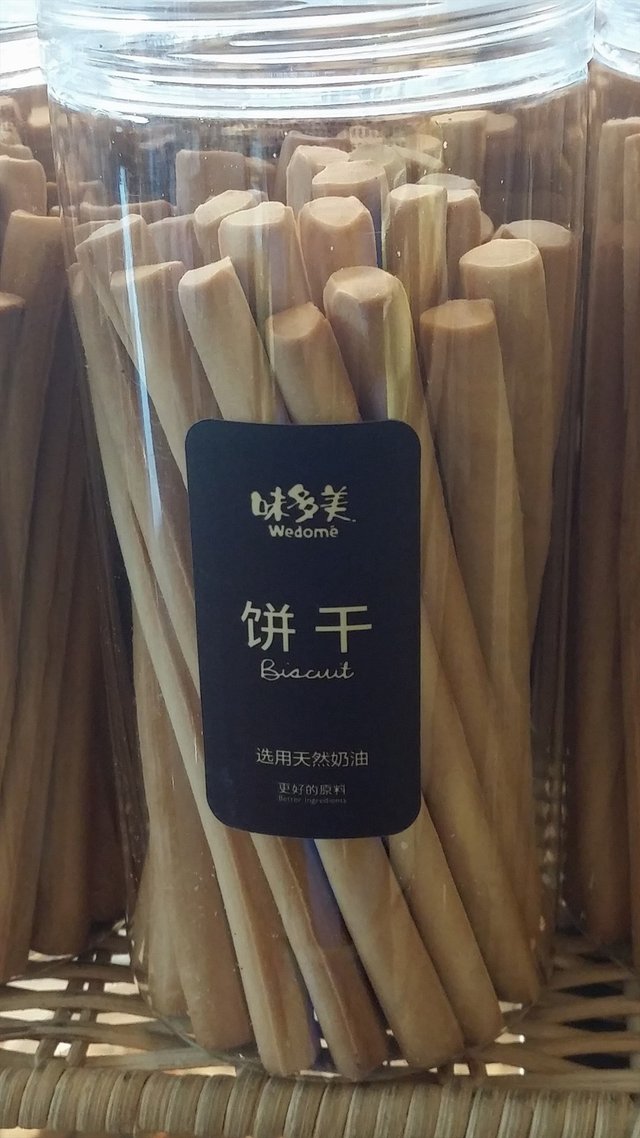 味多美
Wedomé
饼干
Biscuit
选用天然奶油
更好的原料
Better Ingredients